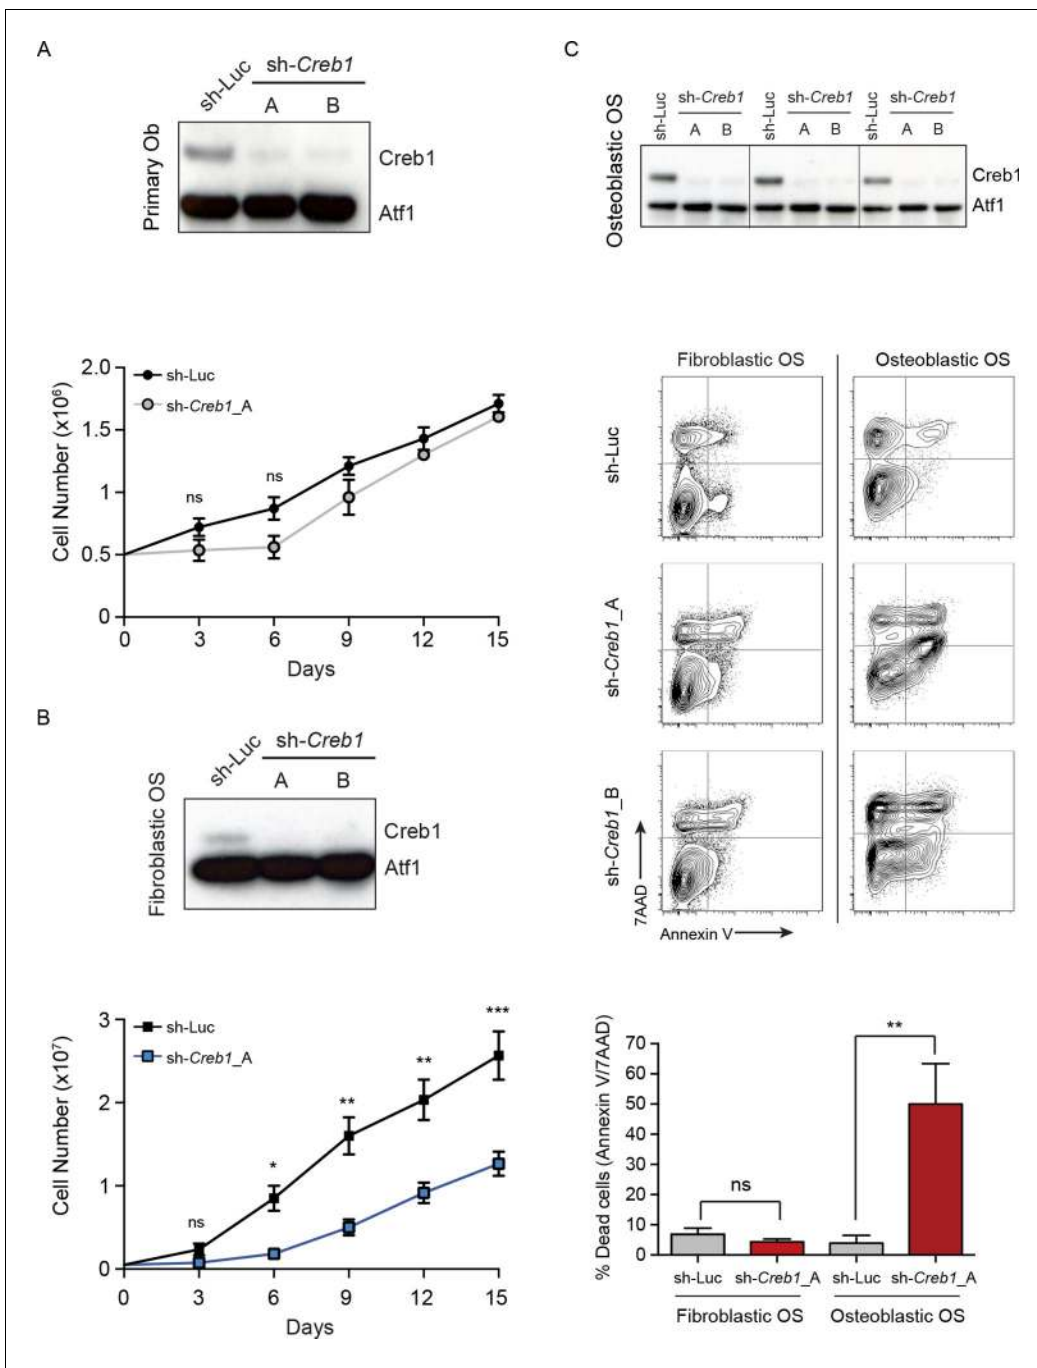 A
sh-Luc
sh-Creb1
A B
Primary Ob
Creb1
Atf1
Cell Number (x10⁶)
2.0
1.5
1
0.5
0
sh-Luc
sh-Creb1_A
ns
ns
0 3 6 9 12 15
Days
B
sh-Luc
sh-Creb1
A B
Fibroblastic OS
Creb1
Atf1
Cell Number (x10⁷)
3
2
1
0
sh-Luc
sh-Creb1_A
ns
*
**
**
***
0 3 6 9 12 15
Days
C
Osteoblastic OS
sh-Luc sh-Creb1 sh-Luc sh-Creb1 sh-Luc sh-Creb1
A B A B A B
Creb1
Atf1
Fibroblastic OS Osteoblastic OS
sh-Luc
sh-Creb1_A
sh-Creb1_B
7AAD
Annexin V
% Dead cells (Annexin V/7AAD)
70
60
50
40
30
20
10
0
ns
**
sh-Luc sh-Creb1_A sh-Luc sh-Creb1_A
Fibroblastic OS Osteoblastic OS